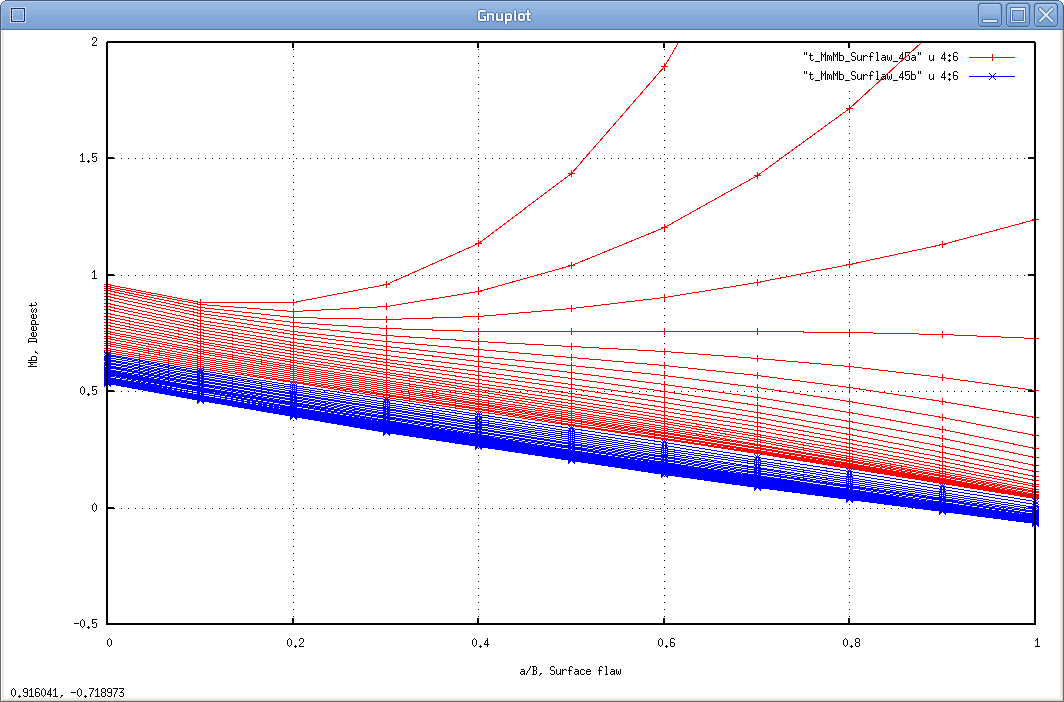 Gnuplot
2
"t_MmMb_Surflaw_45a" u 4:6
"t_MmMb_Surflaw_45b" u 4:6
1.5
1
Mb, Deepest
0.5
0
-0.5
0 0.2 0.4 0.6 0.8 1
a/B, Surface flaw
0.916041, -0.718973